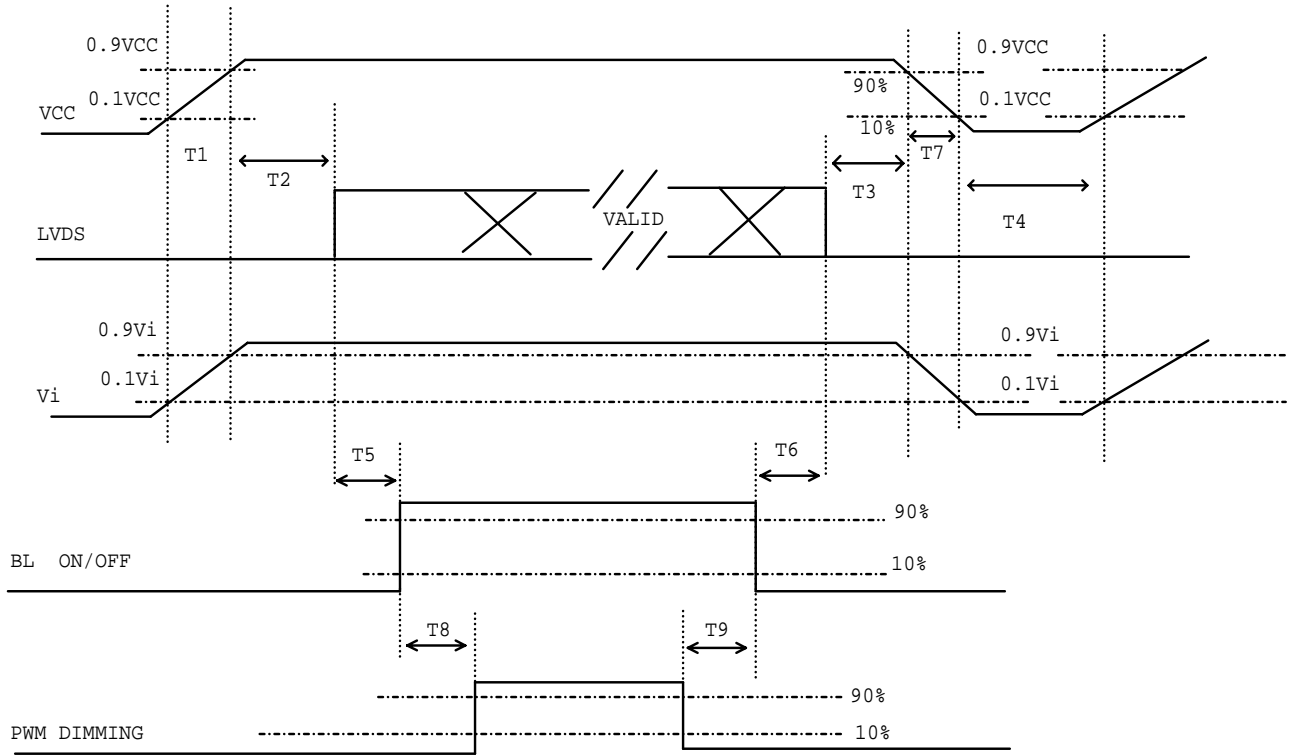 0.9VCC
0.9VCC
90%
0.1VCC
0.1VCC
VCC
10%
T1
T7
T2
T3
VALID
T4
LVDS
0.9Vi
0.9Vi
0.1Vi
0.1Vi
Vi
T5
T6
90%
BL ON/OFF
10%
T8
T9
90%
PWM DIMMING
10%